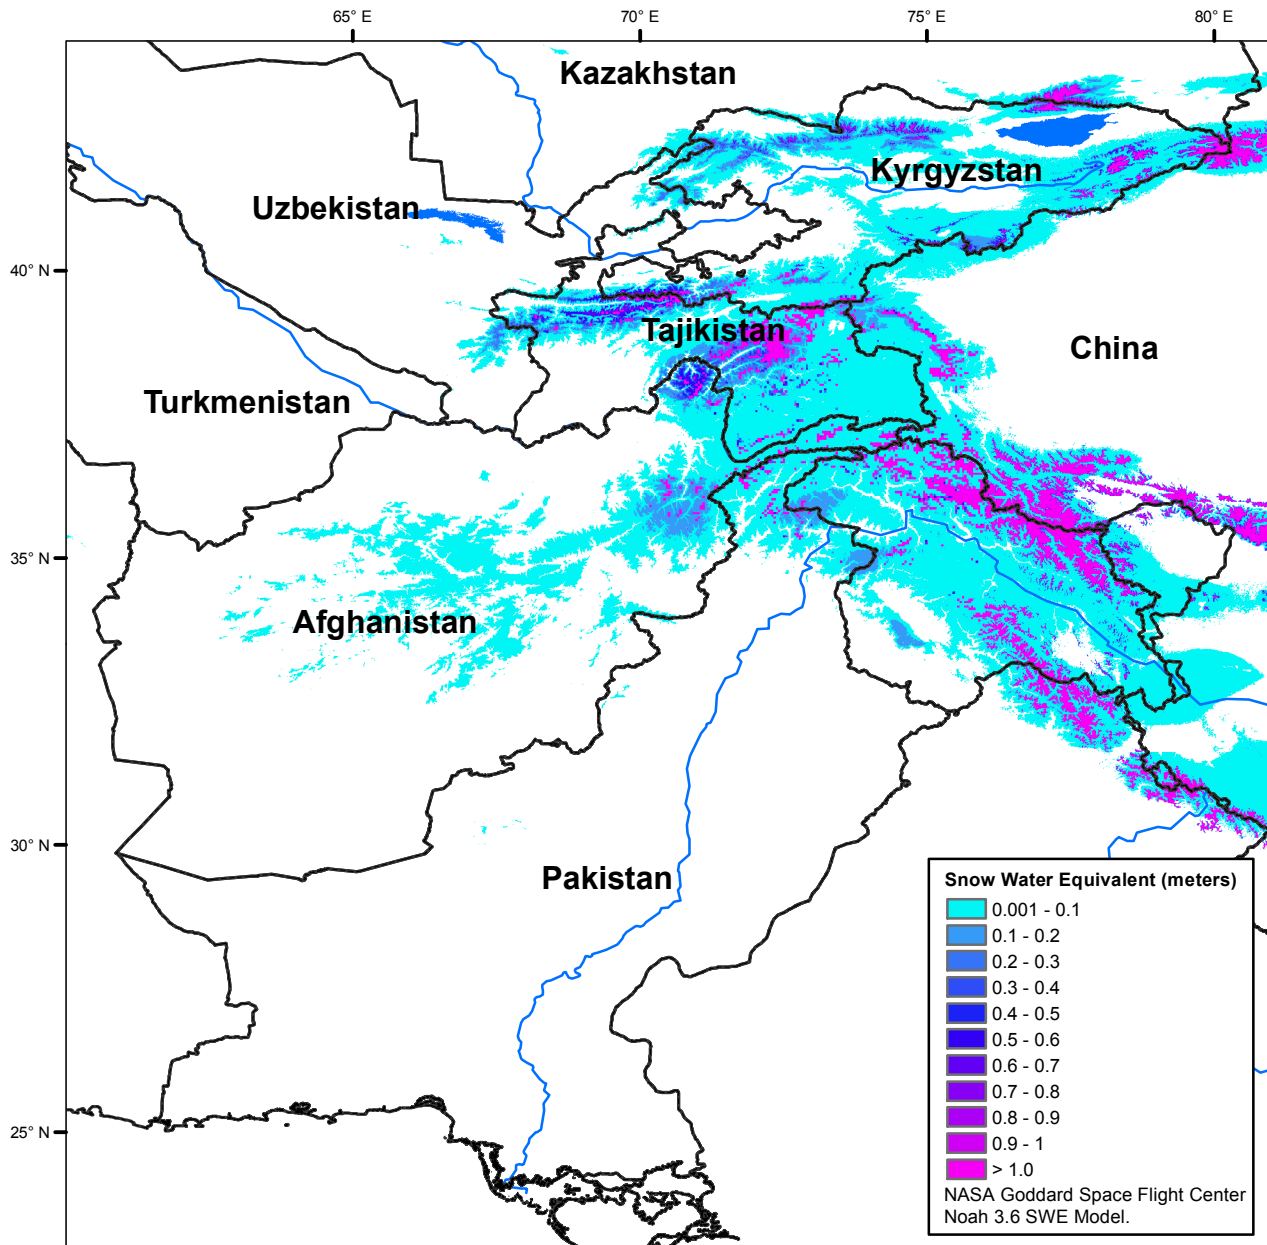 65° E
70° E
75° E
80° E
Kazakhstan
Kyrgyzstan
Uzbekistan
40° N
Tajikistan
China
Turkmenistan
35° N
Afghanistan
30° N
Pakistan
25° N
Snow Water Equivalent (meters)
0.001 - 0.1
0.1 - 0.2
0.2 - 0.3
0.3 - 0.4
0.4 - 0.5
0.5 - 0.6
0.6 - 0.7
0.7 - 0.8
0.8 - 0.9
0.9 - 1
> 1.0
NASA Goddard Space Flight Center
Noah 3.6 SWE Model.